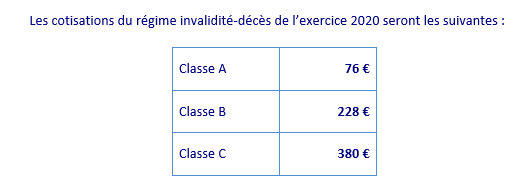 Les cotisations du régime invalidité-décès de l’exercice 2020 seront les suivantes :
Classe A 76 €
Classe B 228 €
Classe C 380 €